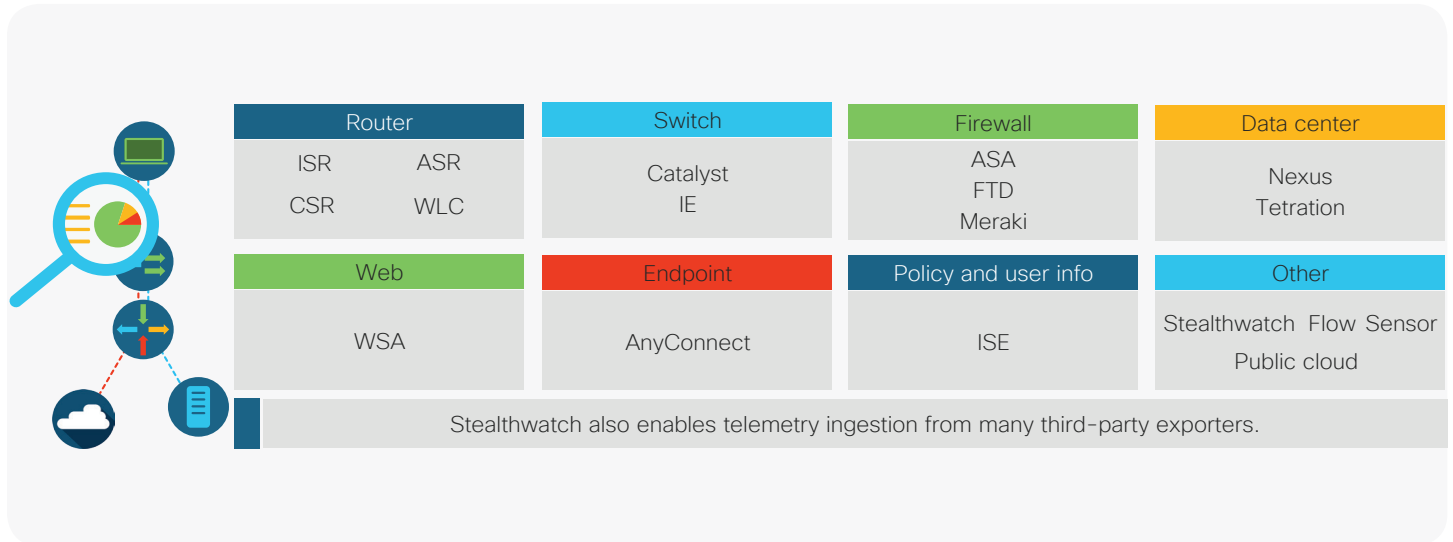 Router
ISR ASR
CSR WLC
Switch
Catalyst
IE
Firewall
ASA
FTD
Meraki
Data center
Nexus
Tetration
Web
WSA
Endpoint
AnyConnect
Policy and user info
ISE
Other
Stealthwatch Flow Sensor
Public cloud
Stealthwatch also enables telemetry ingestion from many third-party exporters.